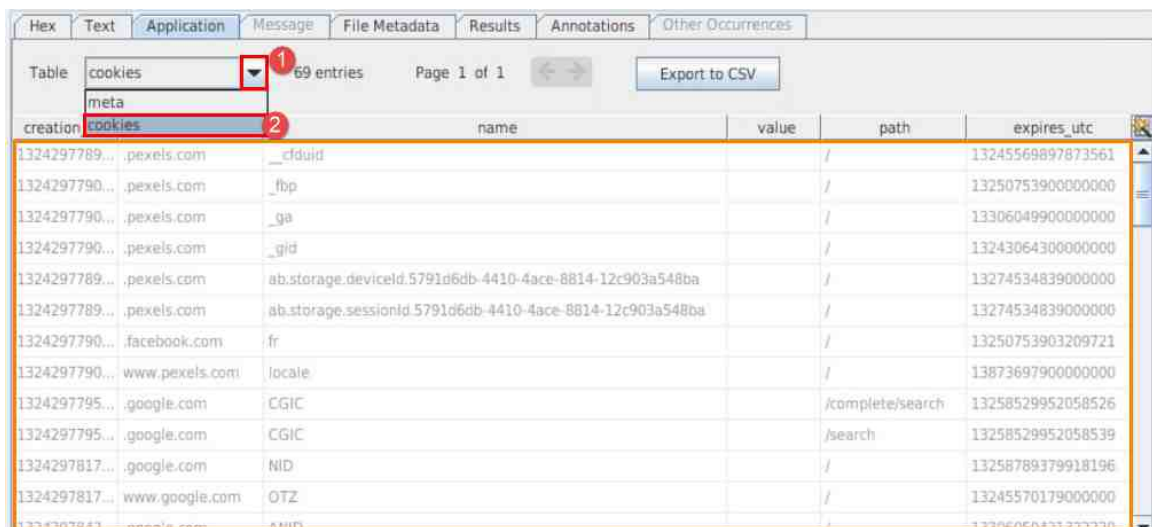 Hex Text Application Message File Metadata Results Annotations Other Occurrences
Table cookies 1 69 entries Page 1 of 1 Export to CSV
meta
creation cookies 2 name value path expires_utc
1324297789... .pexels.com __cfduid / 13245569897873561
1324297790... .pexels.com _fbp / 13250753900000000
1324297790... .pexels.com _ga / 13306049900000000
1324297790... .pexels.com _gid / 13243064300000000
1324297789... .pexels.com ab.storage.deviceId.5791d6db-4410-4ace-8814-12c903a548ba / 13274534839000000
1324297789... .pexels.com ab.storage.sessionId.5791d6db-4410-4ace-8814-12c903a548ba / 13274534839000000
1324297790... .facebook.com fr / 13250753903209721
1324297790... www.pexels.com locale / 13873697900000000
1324297795... .google.com CGIC /complete/search 13258529952058526
1324297795... .google.com CGIC /search 13258529952058539
1324297817... .google.com NID / 13258789379918196
1324297817... www.google.com OTZ / 13245570179000000